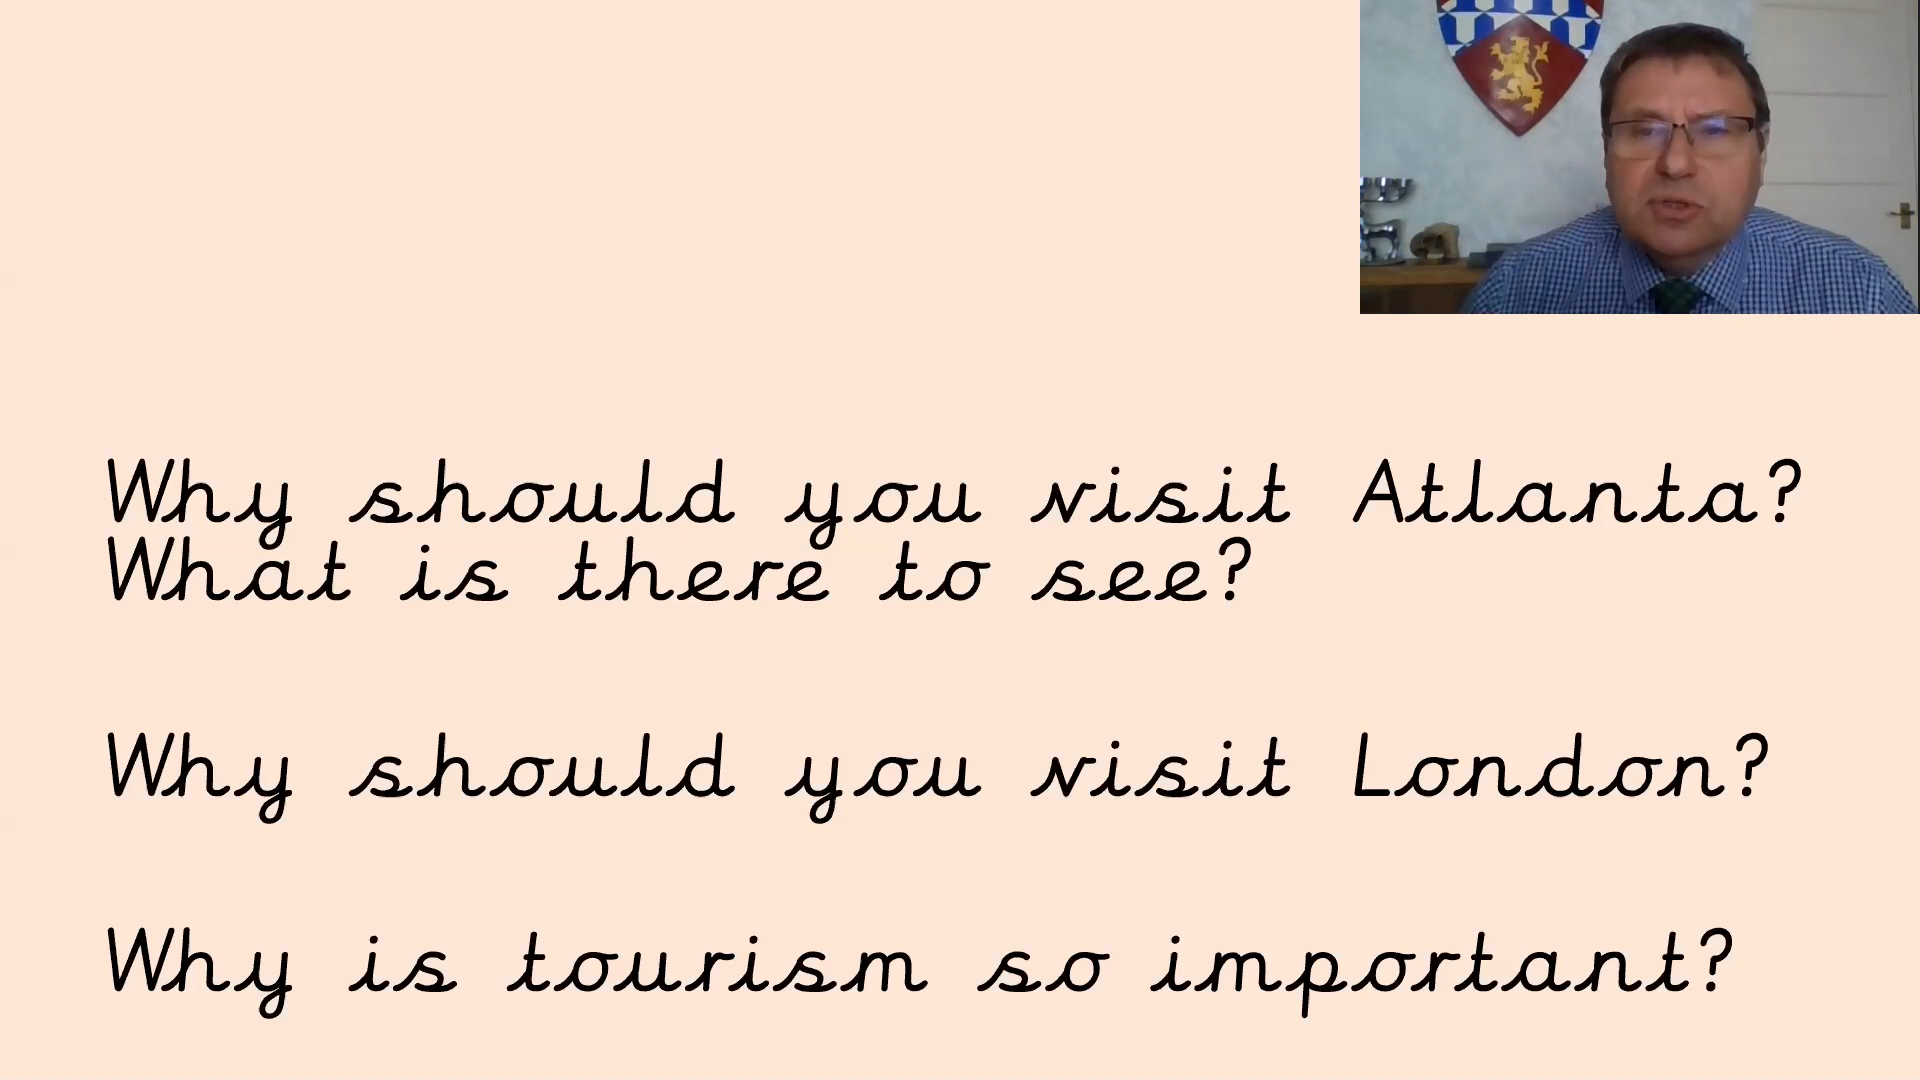 Why should you visit Atlanta?
What is there to see?
Why should you visit London?
Why is tourism so important?